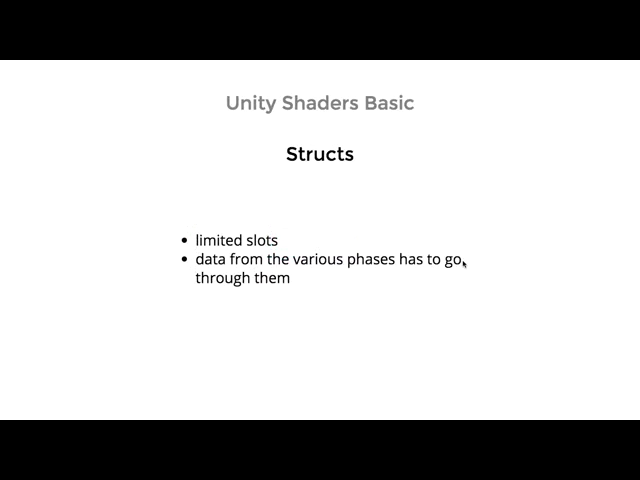 Unity Shaders Basic
Structs
• limited slots
• data from the various phases has to go
through them